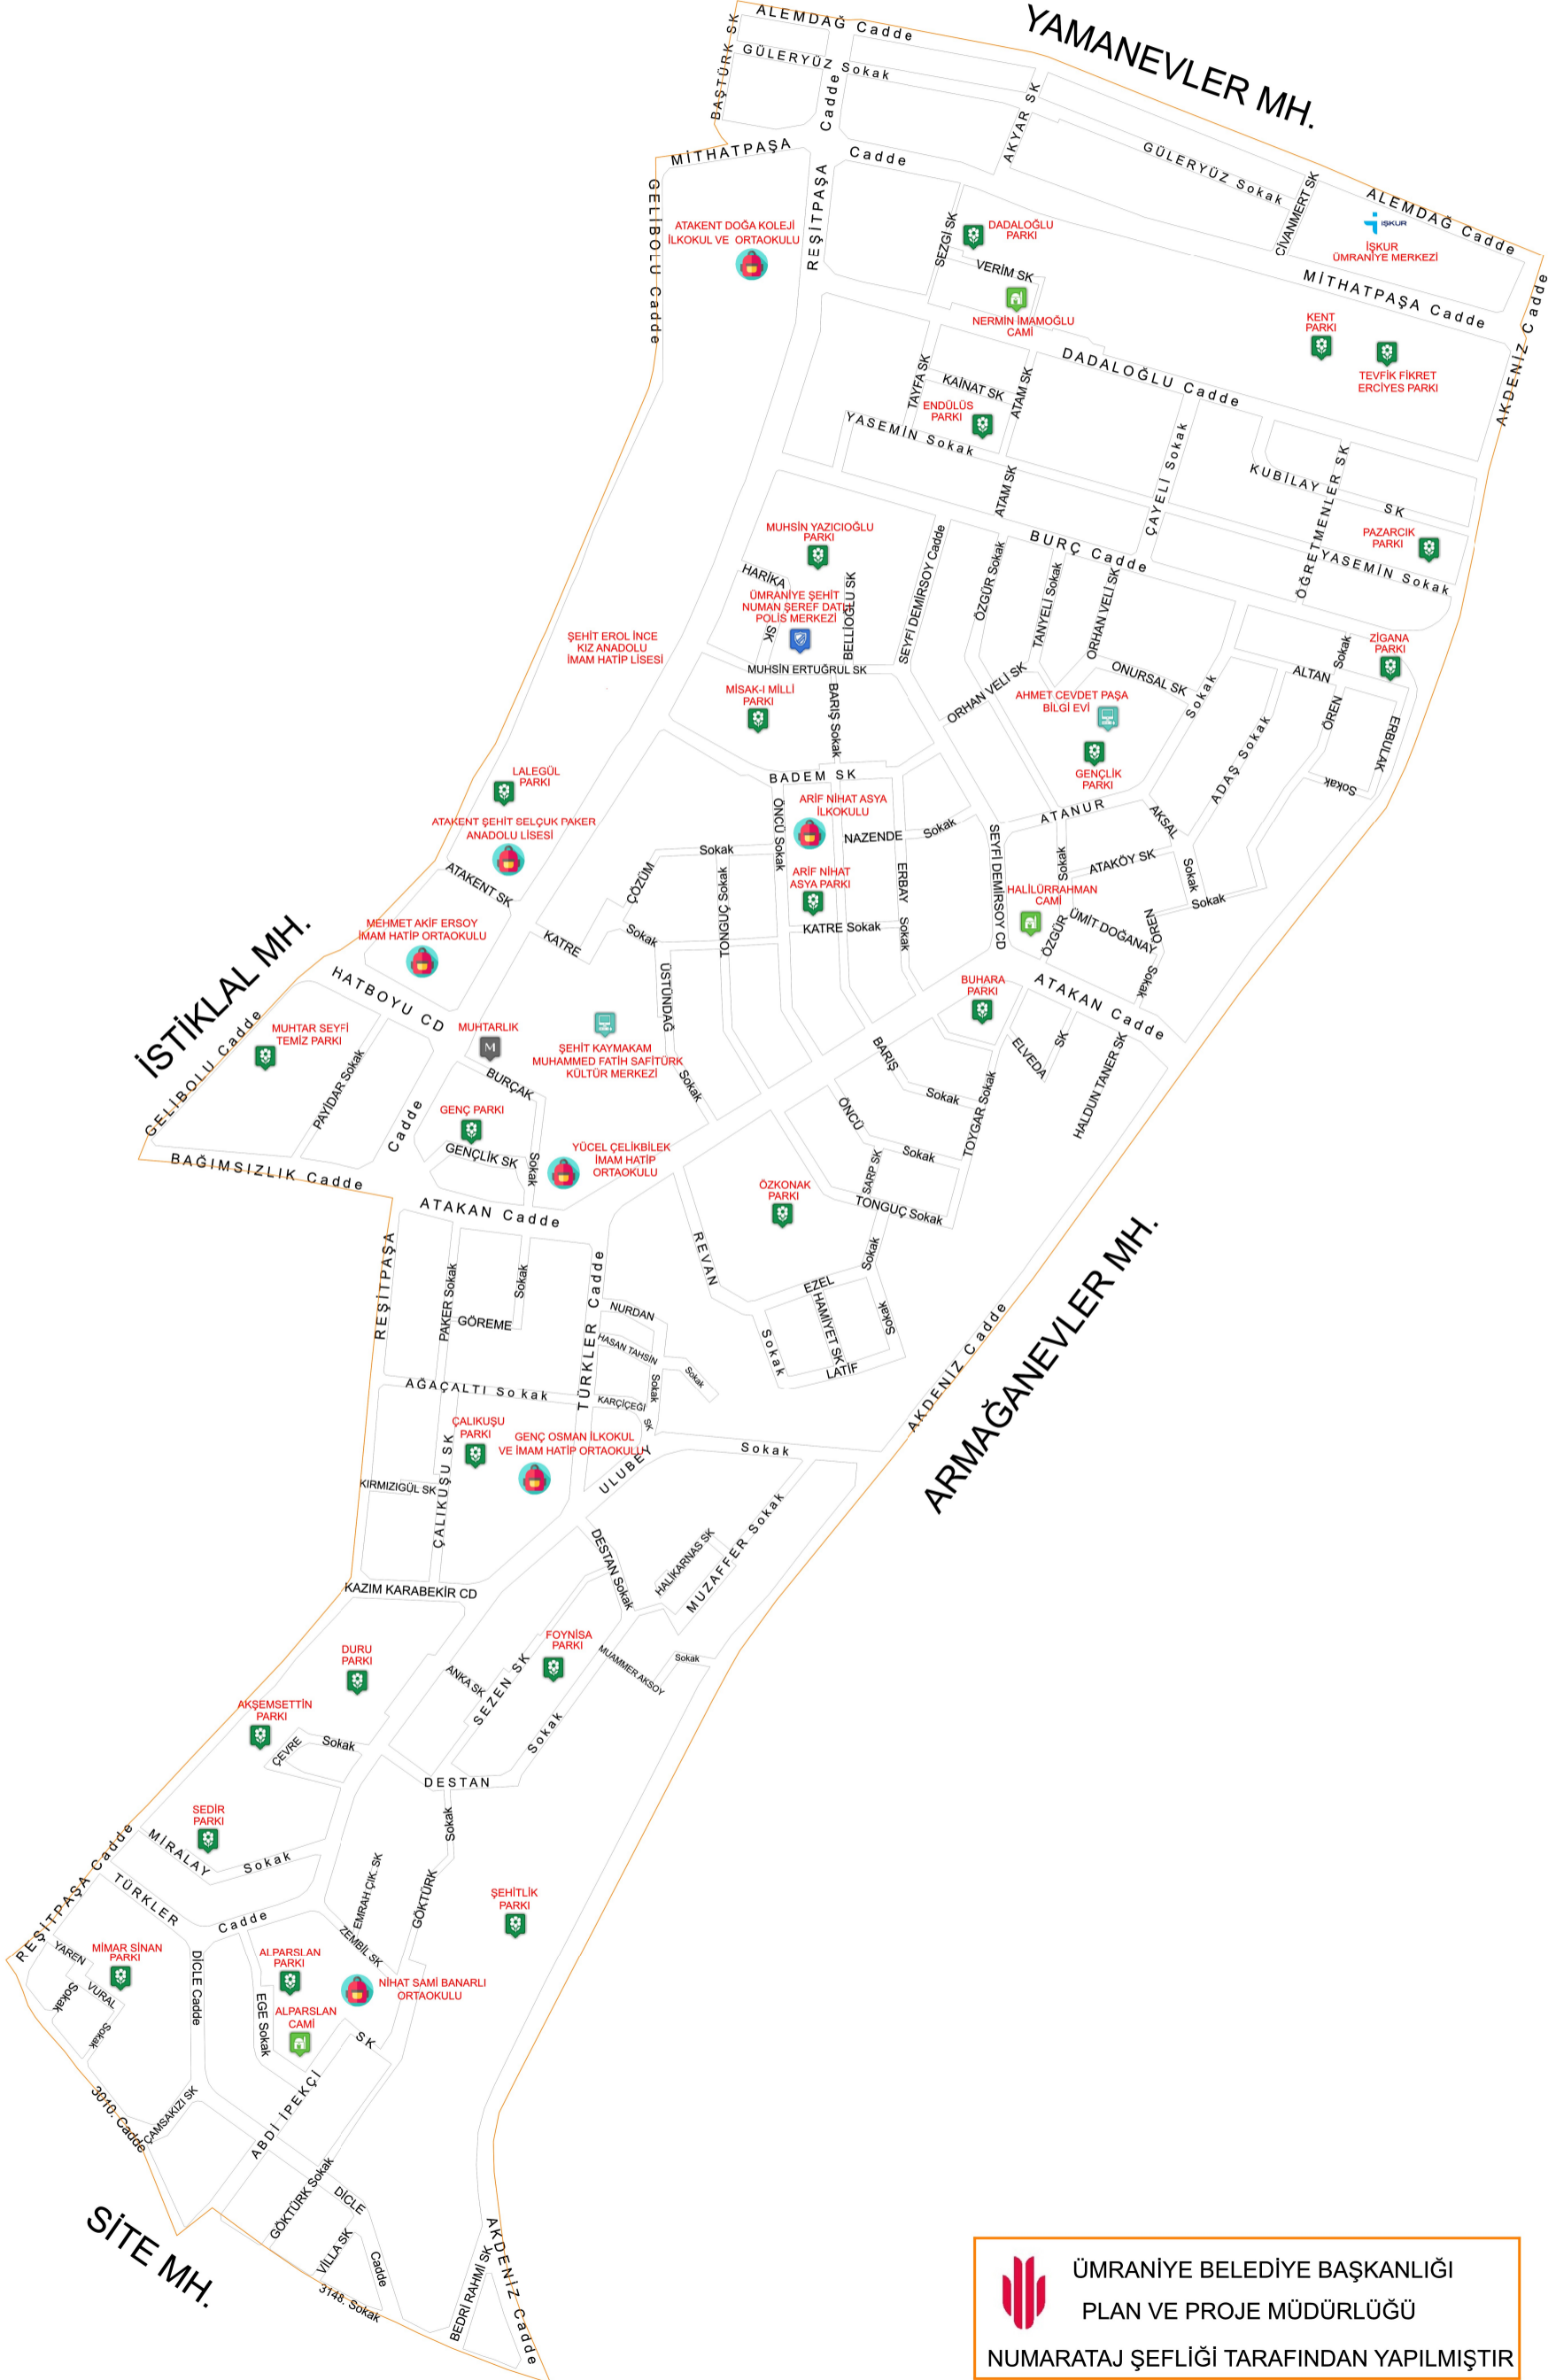 YAMANEVLER MH.
ALEMDAĞ Cadde
BAŞTÜRK SK
GÜLERYÜZ Sokak
Cadde
AKYAR SK
MİTHATPAŞA
Cadde
GÜLERYÜZ Sokak
CİVANMERT SK
ALEMDAĞ Cadde
İŞKUR
İŞKUR
ÜMRANİYE MERKEZİ
GELİBOLU Cadde
REŞİTPAŞA
ATAKENT DOĞA KOLEJİ
İLKOKUL VE ORTAOKULU
SEZGİ SK
DADALOĞLU
PARKI
VERİM SK
NERMİN İMAMOĞLU
CAMİ
MİTHATPAŞA Cadde
AKDENİZ Cadde
KENT
PARKI
TEVFİK FİKRET
ERCİYES PARKI
DADALOĞLU Cadde
TAYFA SK
KAİNAT SK
ATAM SK
ENDÜLÜS
PARKI
YASEMİN Sokak
ÇAYELİ Sokak
KUBİLAY
SK
ÖĞRETMENLER SK
ATAM SK
PAZARCIK
PARKI
YASEMİN Sokak
MUHSİN YAZICIOĞLU
PARKI
BURÇ Cadde
HARİKA
SK
ÜMRANİYE ŞEHİT
NUMAN ŞEREF DATLI
POLİS MERKEZİ
BELLİOĞLU SK
SEYFİ DEMİRSOY Cadde
ÖZGÜR Sokak
TANYELİ Sokak
ORHAN VELİ SK
ŞEHİT EROL İNCE
KIZ ANADOLU
İMAM HATİP LİSESİ
MUHSİN ERTUĞRUL SK
ZİGANA
PARKI
Sokak
ALTAN
ONURSAL SK
ORHAN VELİ SK
MİSAK-I MİLLİ
PARKI
BARIŞ Sokak
AHMET CEVDET PAŞA
BİLGİ EVİ
Sokak
ÖREN
ERBULAK
Sokak
ADAŞ Sokak
GENÇLİK
PARKI
LALEGÜL
PARKI
BADEM SK
ÖNCÜ Sokak
ARİF NİHAT ASYA
İLKOKULU
NAZENDE
Sokak
ATANUR
AKSAL
Sokak
ATAKENT ŞEHİT SELÇUK PAKER
ANADOLU LİSESİ
ATAKENT SK
ÇÖZÜM
Sokak
TONGUÇ Sokak
ARİF NİHAT
ASYA PARKI
ERBAY
Sokak
SEYFİ DEMİRSOY CD
Sokak
ATAKÖY SK
HALİLÜRRAHMAN
CAMİ
ÖZGÜR
ÜMİT DOĞANAY
ÖREN
Sokak
Sokak
İSTİKLAL MH.
MEHMET AKİF ERSOY
İMAM HATİP ORTAOKULU
KATRE
Sokak
KATRE Sokak
HATBOYU CD
ÜSTÜNDAĞ
Sokak
BUHARA
PARKI
ATAKAN Cadde
GELİBOLU Cadde
MUHTAR SEYFİ
TEMİZ PARKI
PAYİDAR Sokak
MUHTARLIK
M
ŞEHİT KAYMAKAM
MUHAMMED FATİH SAFİTÜRK
KÜLTÜR MERKEZİ
BARIŞ
Sokak
ELVEDA
SK
HALDUN TANER SK
BURÇAK
Sokak
Cadde
GENÇ PARKI
GENÇLİK SK
ÖNCÜ
Sokak
TOYGAR Sokak
YÜCEL ÇELİKBİLEK
İMAM HATİP
ORTAOKULU
BAĞIMSIZLIK Cadde
SARP SK
ÖZKONAK
PARKI
TONGUÇ Sokak
ATAKAN Cadde
REŞİTPAŞA
ARMAĞANEVLER MH.
REVAN
Sokak
PAKER Sokak
Sokak
GÖREME
TÜRKLER Cadde
EZEL
Sokak
HAMİYET SK
Sokak
LATİF
NURDAN
HASAN TAHSİN
Sokak
Sokak
AKDENİZ Cadde
AĞAÇALTI Sokak
KARÇİÇEĞİ
SK
ÇALIKUŞU
PARKI
GENÇ OSMAN İLKOKUL
VE İMAM HATİP ORTAOKULU
ULUBEY
Sokak
KIRMIZIGÜL SK
ÇALIKUŞU SK
DESTAN Sokak
HALİKARNAS SK
MUZAFFER Sokak
KAZIM KARABEKİR CD
DURU
PARKI
FOYNİSA
PARKI
MUAMMER AKSOY
Sokak
ANKA SK
SEZEN SK
Sokak
AKŞEMSETTİN
PARKI
ÇEVRE
Sokak
DESTAN
SEDİR
PARKI
MİRALAY
Sokak
Sokak
REŞİTPAŞA Cadde
TÜRKLER
Cadde
EMRAH ÇIK. SK
GÖKTÜRK
ŞEHİTLİK
PARKI
ZEMBİL SK
YAREN
Sokak
MİMAR SİNAN
PARKI
VURAL
Sokak
DİCLE Cadde
ALPARSLAN
PARKI
EGE Sokak
NİHAT SAMİ BANARLI
ORTAOKULU
ALPARSLAN
CAMİ
SK
3010. Cadde
ÇAMSAKIZI SK
ABDİ İPEKÇİ
GÖKTÜRK Sokak
DİCLE
Cadde
SİTE MH.
VİLLA SK
3148. Sokak
BEDRİ RAHMİ SK
AKDENİZ Cadde
ÜMRANİYE BELEDİYE BAŞKANLIĞI
PLAN VE PROJE MÜDÜRLÜĞÜ
NUMARATAJ ŞEFLİĞİ TARAFINDAN YAPILMIŞTIR